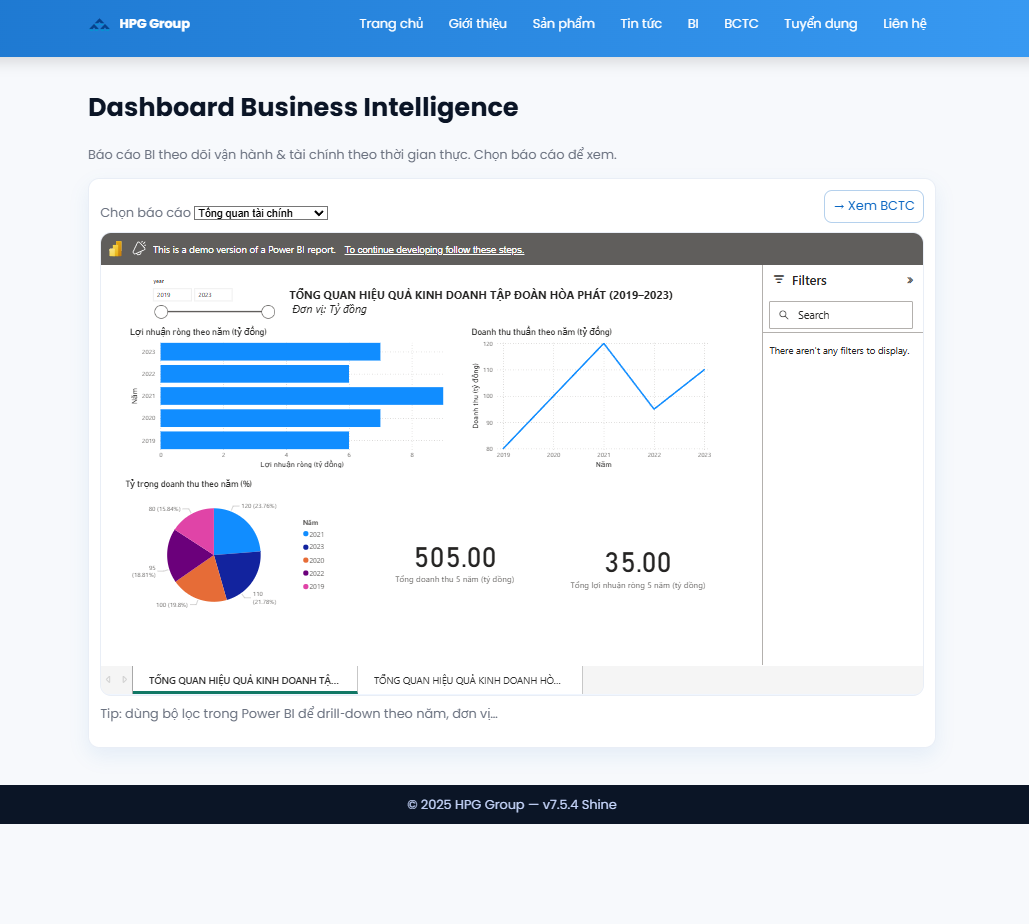 HPG Group
Trang chủ Giới thiệu Sản phẩm Tin tức BI BCTC Tuyển dụng Liên hệ
Dashboard Business Intelligence
Báo cáo BI theo dõi vận hành & tài chính theo thời gian thực. Chọn báo cáo để xem.
Chọn báo cáo Tổng quan tài chính
→ Xem BCTC
This is a demo version of a Power BI report. To continue developing follow these steps.
year
2019 2023
TỔNG QUAN HIỆU QUẢ KINH DOANH TẬP ĐOÀN HÒA PHÁT (2019–2023)
Đơn vị: Tỷ đồng
Filters
Search
There aren't any filters to display.
Lợi nhuận ròng theo năm (tỷ đồng)
Năm
2023
2022
2021
2020
2019
0 2 4 6 8
Lợi nhuận ròng (tỷ đồng)
Doanh thu thuần theo năm (tỷ đồng)
Doanh thu (tỷ đồng)
120
110
100
90
80
2019 2020 2021 2022 2023
Năm
Tỷ trọng doanh thu theo năm (%)
80 (15.84%)
120 (23.76%)
95
(18.81%)
110
(21.78%)
100 (19.8%)
Năm
2021
2023
2020
2022
2019
505.00
Tổng doanh thu 5 năm (tỷ đồng)
35.00
Tổng lợi nhuận ròng 5 năm (tỷ đồng)
TỔNG QUAN HIỆU QUẢ KINH DOANH TẬ...
TỔNG QUAN HIỆU QUẢ KINH DOANH HÒ...
Tip: dùng bộ lọc trong Power BI để drill-down theo năm, đơn vị…
© 2025 HPG Group — v7.5.4 Shine